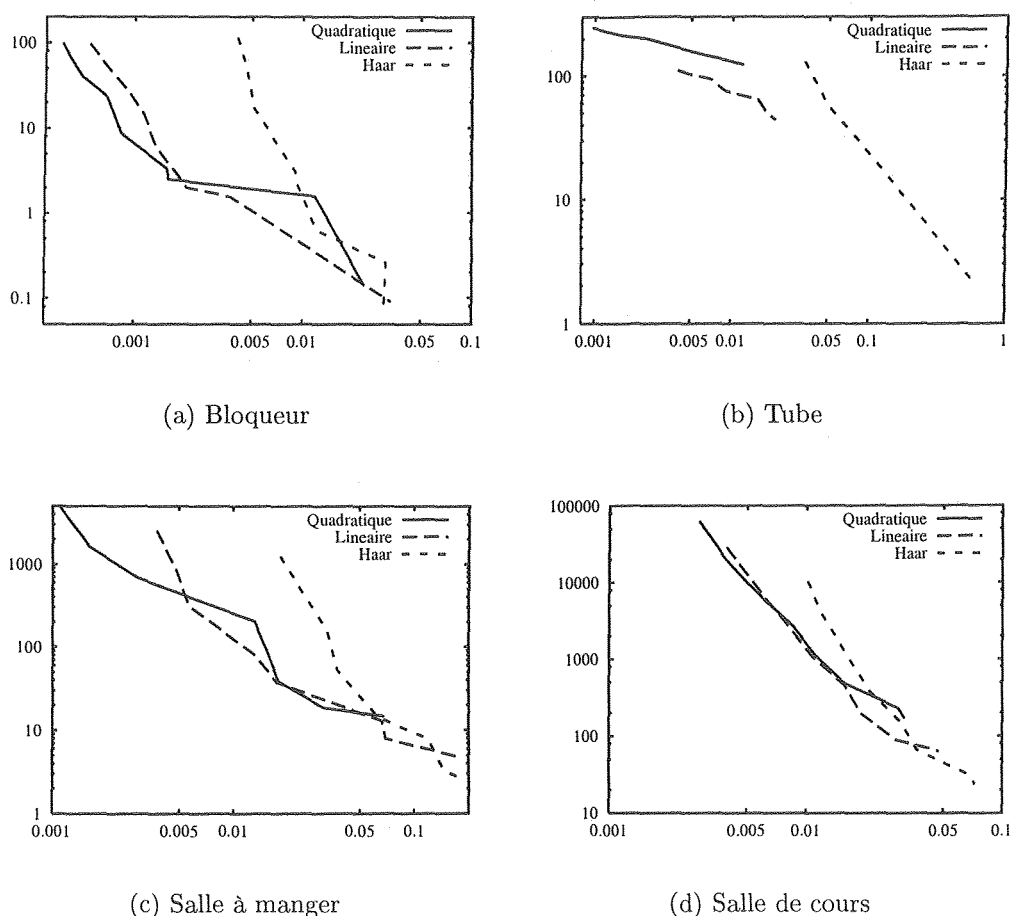 100
10
1
0.1
0.001
0.005
0.01
0.05
0.1
Quadratique
Lineaire
Haar
(a) Bloqueur
100
10
1
0.001
0.005
0.01
0.05
0.1
1
Quadratique
Lineaire
Haar
(b) Tube
1000
100
10
1
0.001
0.005
0.01
0.05
0.1
Quadratique
Lineaire
Haar
(c) Salle à manger
100000
10000
1000
100
10
0.001
0.005
0.01
0.05
0.1
Quadratique
Lineaire
Haar
(d) Salle de cours